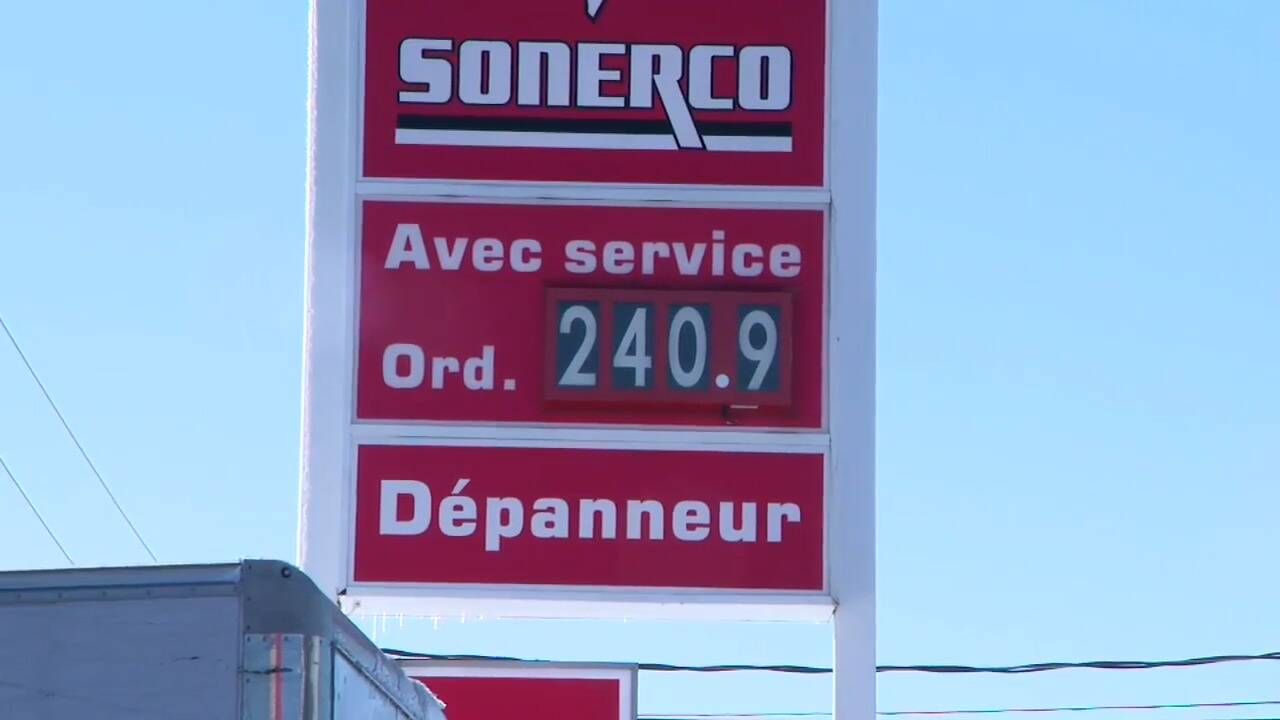 SONERCO
Avec service
Ord. 240.9
Dépanneur